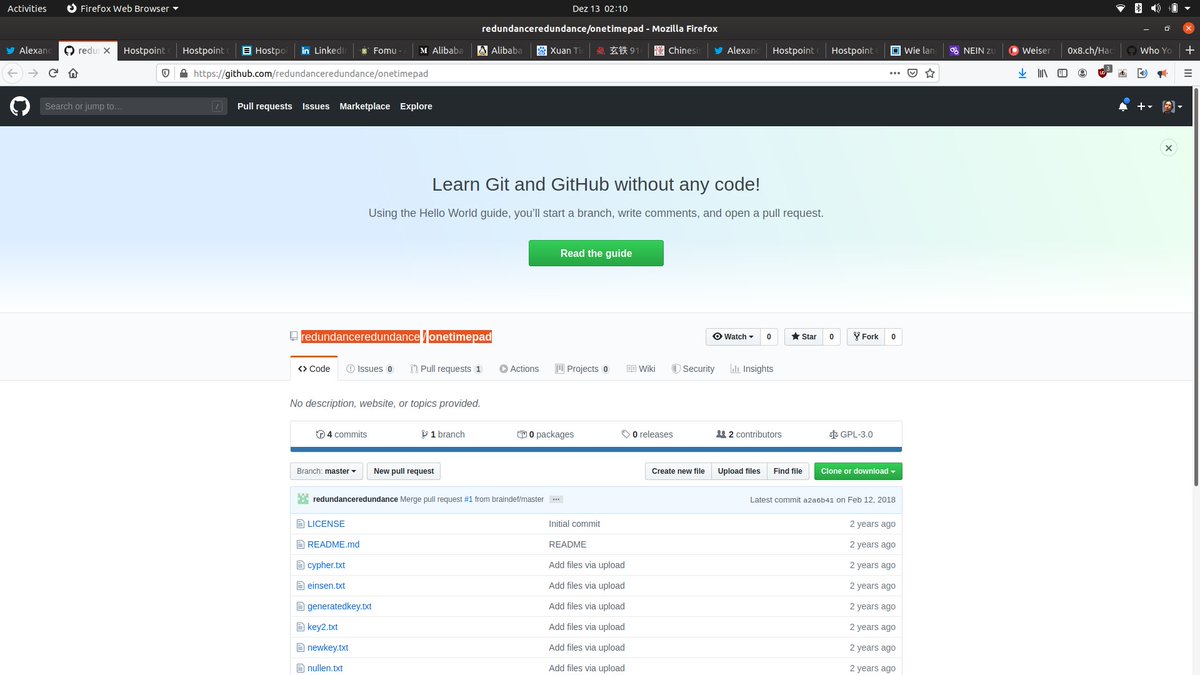 Activities Firefox Web Browser Dez 13 02:10
redundanceredundance/onetimepad - Mozilla Firefox
Alexan redu Hostpoint Hostpoint Hostpo LinkedI Fomu - Alibaba Alibaba Xuan Ti 玄铁 91 Chines Alexan Hostpoint Hostpoint Wie lan NEIN zu Weiser 0x8.ch/Ha Who Yo
https://github.com/redundanceredundance/onetimepad
Search or jump to… / Pull requests Issues Marketplace Explore
Learn Git and GitHub without any code!
Using the Hello World guide, you’ll start a branch, write comments, and open a pull request.
Read the guide
redundanceredundance / onetimepad Watch 0 Star 0 Fork 0
Code Issues 0 Pull requests 1 Actions Projects 0 Wiki Security Insights
No description, website, or topics provided.
4 commits 1 branch 0 packages 0 releases 2 contributors GPL-3.0
Branch: master New pull request Create new file Upload files Find file Clone or download
redundanceredundance Merge pull request #1 from braindef/master … Latest commit a2a6b41 on Feb 12, 2018
LICENSE Initial commit 2 years ago
README.md README 2 years ago
cypher.txt Add files via upload 2 years ago
einsen.txt Add files via upload 2 years ago
generatedkey.txt Add files via upload 2 years ago
key2.txt Add files via upload 2 years ago
newkey.txt Add files via upload 2 years ago
nullen.txt Add files via upload 2 years ago